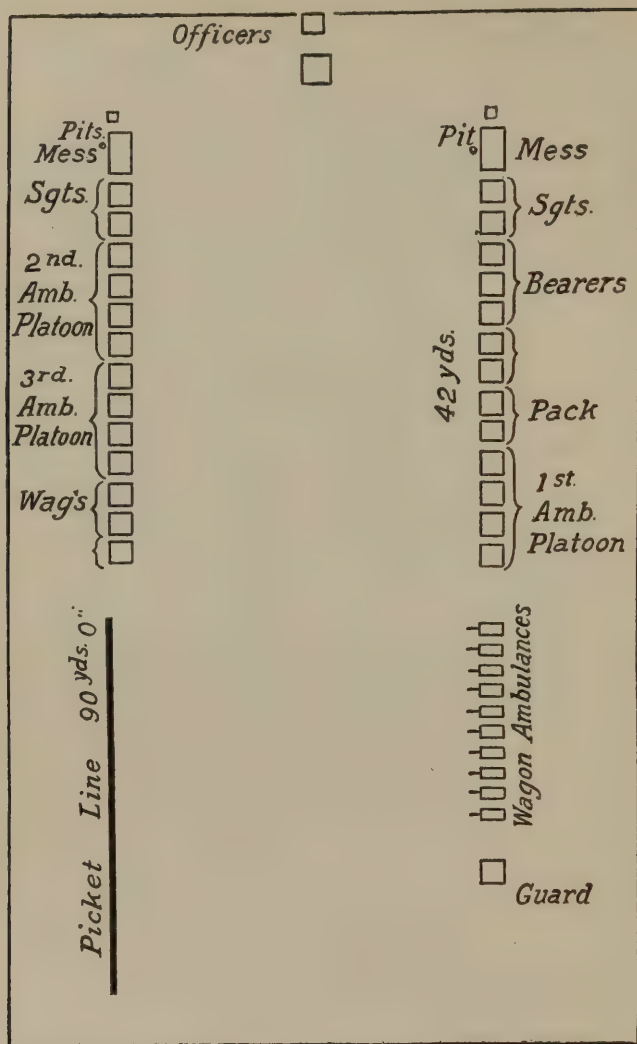 Officers
Pits.
Mess
Sgts.
2nd.
Amb.
Platoon
3rd.
Amb.
Platoon
Wag's
Picket Line 90 yds. 0"
Pit
Mess
Sgts.
Bearers
42 yds.
Pack
1st.
Amb.
Platoon
Wagon Ambulances
Guard